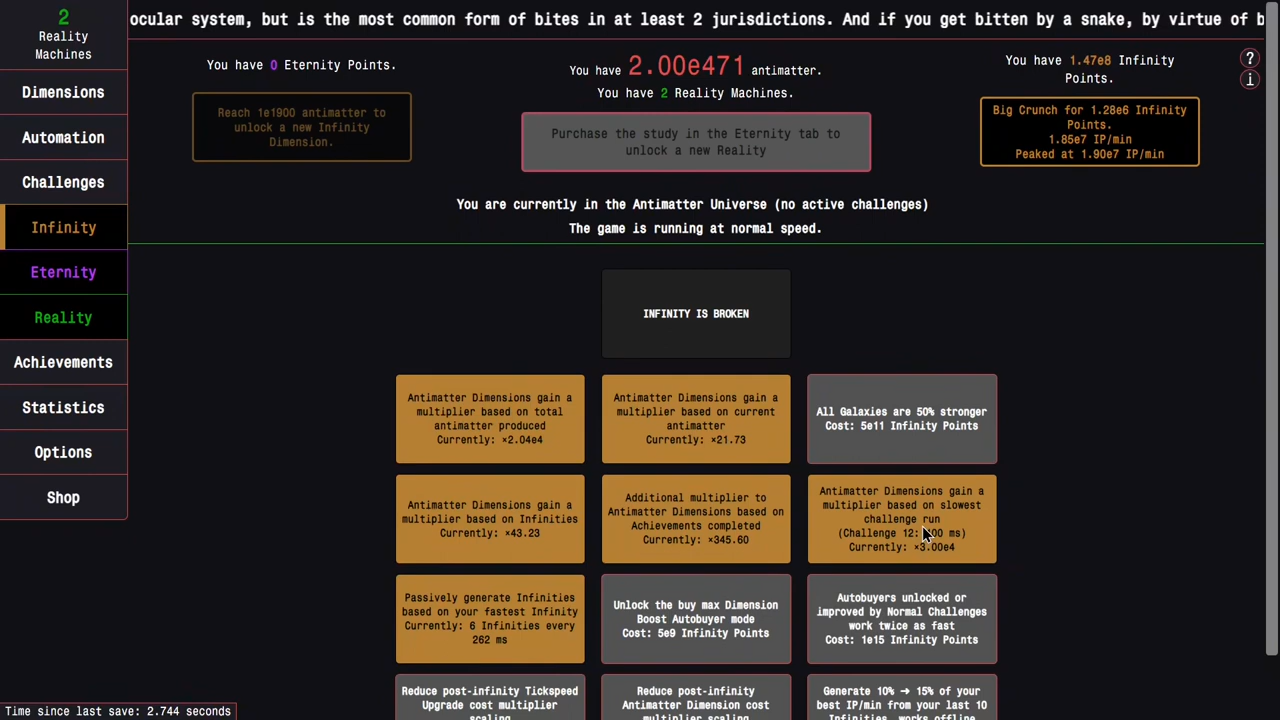 2
Reality
Machines
Dimensions
Automation
Challenges
Infinity
Eternity
Reality
Achievements
Statistics
Options
Shop
Time since last save: 2.744 seconds
ocular system, but is the most common form of bites in at least 2 jurisdictions. And if you get bitten by a snake, by virtue of b
You have 0 Eternity Points.
Reach 1e1900 antimatter to
unlock a new Infinity
Dimension.
You have 2.00e471 antimatter.
You have 2 Reality Machines.
Purchase the study in the Eternity tab to
unlock a new Reality
You have 1.47e8 Infinity
Points.
Big Crunch for 1.28e6 Infinity
Points.
1.85e7 IP/min
Peaked at 1.90e7 IP/min
?
i
You are currently in the Antimatter Universe (no active challenges)
The game is running at normal speed.
INFINITY IS BROKEN
Antimatter Dimensions gain a
multiplier based on total
antimatter produced
Currently: ×2.04e4
Antimatter Dimensions gain a
multiplier based on current
antimatter
Currently: ×21.73
All Galaxies are 50% stronger
Cost: 5e11 Infinity Points
Antimatter Dimensions gain a
multiplier based on Infinities
Currently: ×43.23
Additional multiplier to
Antimatter Dimensions based on
Achievements completed
Currently: ×345.60
Antimatter Dimensions gain a
multiplier based on slowest
challenge run
(Challenge 12: ms)
Currently: ×3.00e4
Passively generate Infinities
based on your fastest Infinity
Currently: 6 Infinities every
262 ms
Unlock the buy max Dimension
Boost Autobuyer mode
Cost: 5e9 Infinity Points
Autobuyers unlocked or
improved by Normal Challenges
work twice as fast
Cost: 1e15 Infinity Points
Reduce post-infinity Tickspeed
Upgrade cost multiplier
scaling
Reduce post-infinity
Antimatter Dimension cost
multiplier scaling
Generate 10% → 15% of your
best IP/min from your last 10
Infinities, works offline